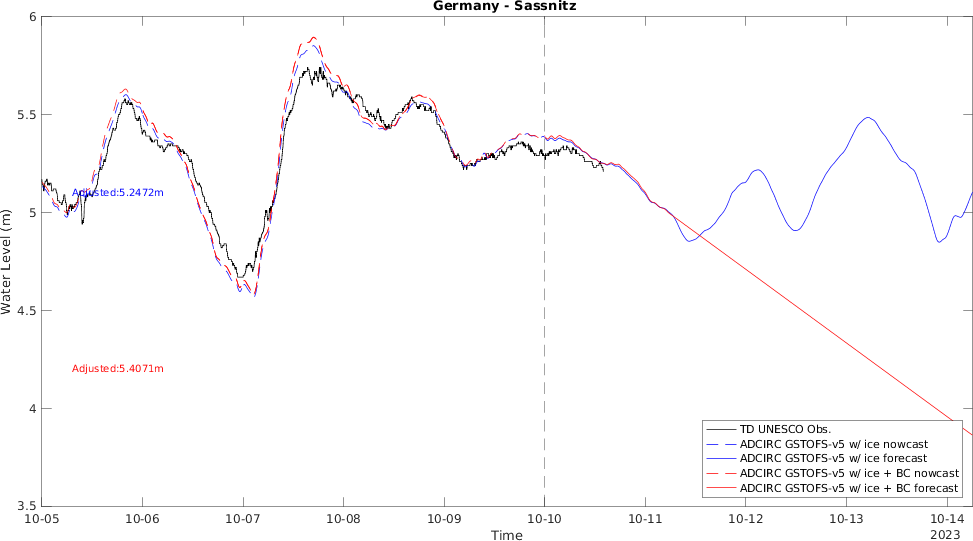 Germany - Sassnitz
6
5.5
5
4.5
4
3.5
Water Level (m)
Adjusted:5.2472m
Adjusted:5.4071m
TD UNESCO Obs.
ADCIRC GSTOFS-v5 w/ ice nowcast
ADCIRC GSTOFS-v5 w/ ice forecast
ADCIRC GSTOFS-v5 w/ ice + BC nowcast
ADCIRC GSTOFS-v5 w/ ice + BC forecast
10-05 10-06 10-07 10-08 10-09 10-10 10-11 10-12 10-13 10-14
2023
Time